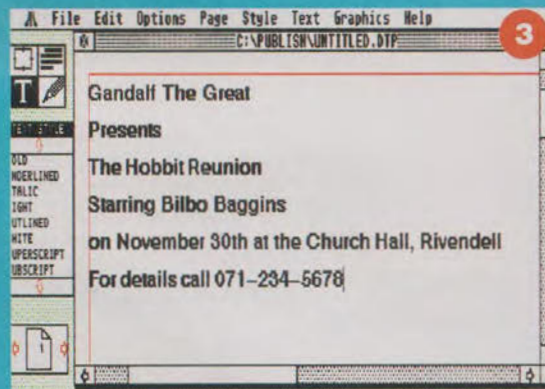 File Edit Options Page Style Text Graphics Help
C:\PUBLISH\UNTITLED.DTP
3
T
Gandalf The Great
Presents
The Hobbit Reunion
Starring Bilbo Baggins
on November 30th at the Church Hall, Rivendell
For details call 071–234–5678
OLD
NDERLINED
TALIC
IGHT
UTLINED
HITE
UPERSCRIPT
UBSCRIPT
1